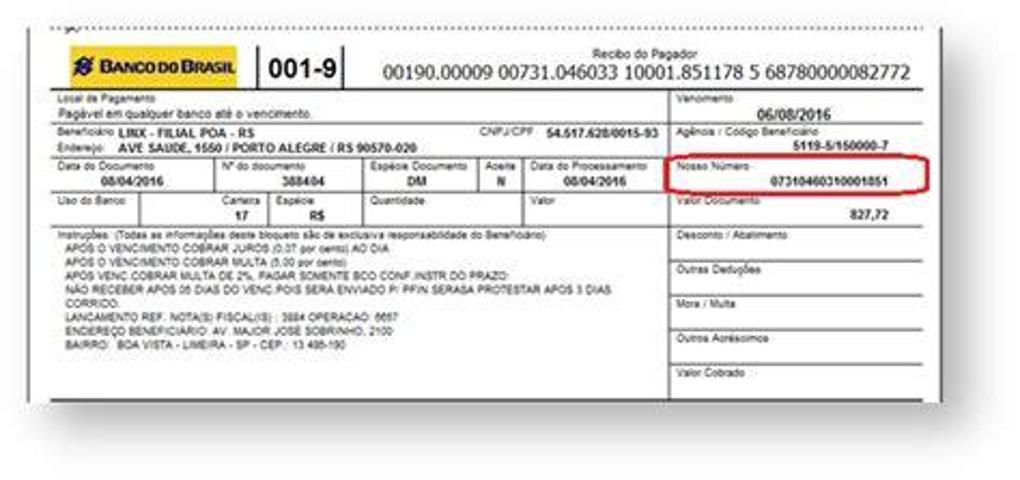 BANCO DO BRASIL 001-9
Recibo do Pagador
00190.00009 00731.046033 10001.851178 5 68780000082772
Local de Pagamento
Pagável em qualquer banco até o vencimento.
Vencimento
06/08/2016
Beneficiário LINX - FILIAL POA - RS CNPJ/CPF 54.517.628/0015-93
Endereço: AVE SAUDE, 1550 / PORTO ALEGRE / RS 90570-020
Agência / Código Beneficiário
5119-5/150000-7
Data do Documento Nº do documento Espécie Documento Aceite Data do Processamento
08/04/2016 388404 DM N 08/04/2016
Nosso Número
07310460310001851
Uso do Banco Carteira Espécie Quantidade Valor
17 R$
Valor Documento
827,72
Instruções: (Todas as informações deste bloqueto são de exclusiva responsabilidade do Beneficiário)
APOS O VENCIMENTO COBRAR JUROS (0,07 por cento) AO DIA
APOS O VENCIMENTO COBRAR MULTA (5,00 por cento)
APÓS VENC.COBRAR MULTA DE 2%, PAGAR SOMENTE BCO CONF.INSTR.DO PRAZO:
NÃO RECEBER APOS 05 DIAS DO VENC.POIS SERA ENVIADO P/ PFIN SERASA PROTESTAR APOS 3 DIAS
CORRIDO.
LANCAMENTO REF. NOTA(S) FISCAL(IS) : 3884 OPERACAO: 6657
ENDEREÇO BENEFICIÁRIO: AV. MAJOR JOSÉ SOBRINHO, 2100
BAIRRO: BOA VISTA - LIMEIRA - SP - CEP.: 13.486-190
Desconto / Abatimento
Outras Deduções
Mora / Multa
Outros Acréscimos
Valor Cobrado